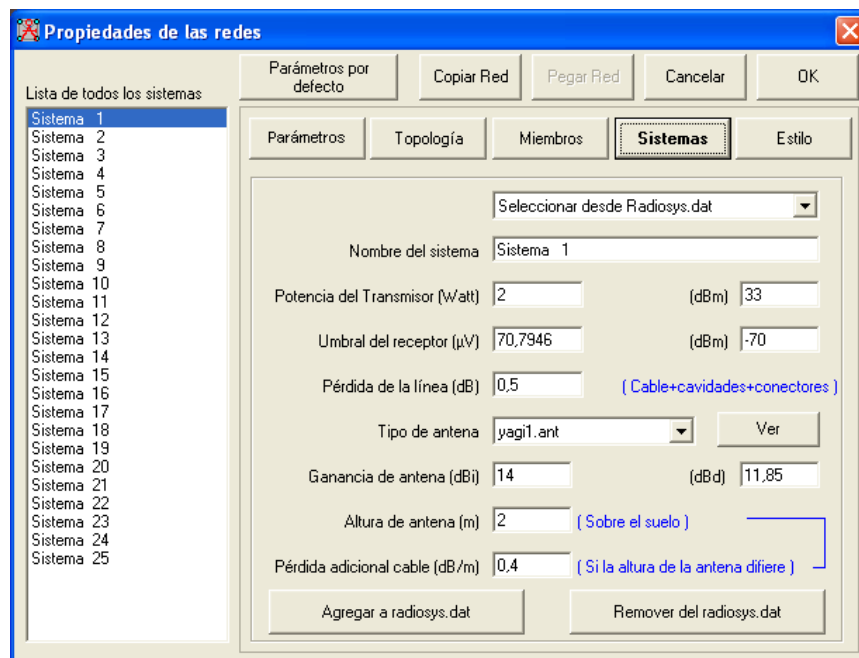 Propiedades de las redes
Lista de todos los sistemas
Sistema 1
Sistema 2
Sistema 3
Sistema 4
Sistema 5
Sistema 6
Sistema 7
Sistema 8
Sistema 9
Sistema 10
Sistema 11
Sistema 12
Sistema 13
Sistema 14
Sistema 15
Sistema 16
Sistema 17
Sistema 18
Sistema 19
Sistema 20
Sistema 21
Sistema 22
Sistema 23
Sistema 24
Sistema 25
Parámetros por
defecto
Copiar Red
Pegar Red
Cancelar
OK
Parámetros
Topología
Miembros
Sistemas
Estilo
Seleccionar desde Radiosys.dat
Nombre del sistema Sistema 1
Potencia del Transmisor (Watt) 2 (dBm) 33
Umbral del receptor (µV) 70,7946 (dBm) -70
Pérdida de la línea (dB) 0,5 ( Cable+cavidades+conectores )
Tipo de antena yagi1.ant Ver
Ganancia de antena (dBi) 14 (dBd) 11,85
Altura de antena (m) 2 ( Sobre el suelo )
Pérdida adicional cable (dB/m) 0,4 ( Si la altura de la antena difiere )
Agregar a radiosys.dat
Remover del radiosys.dat